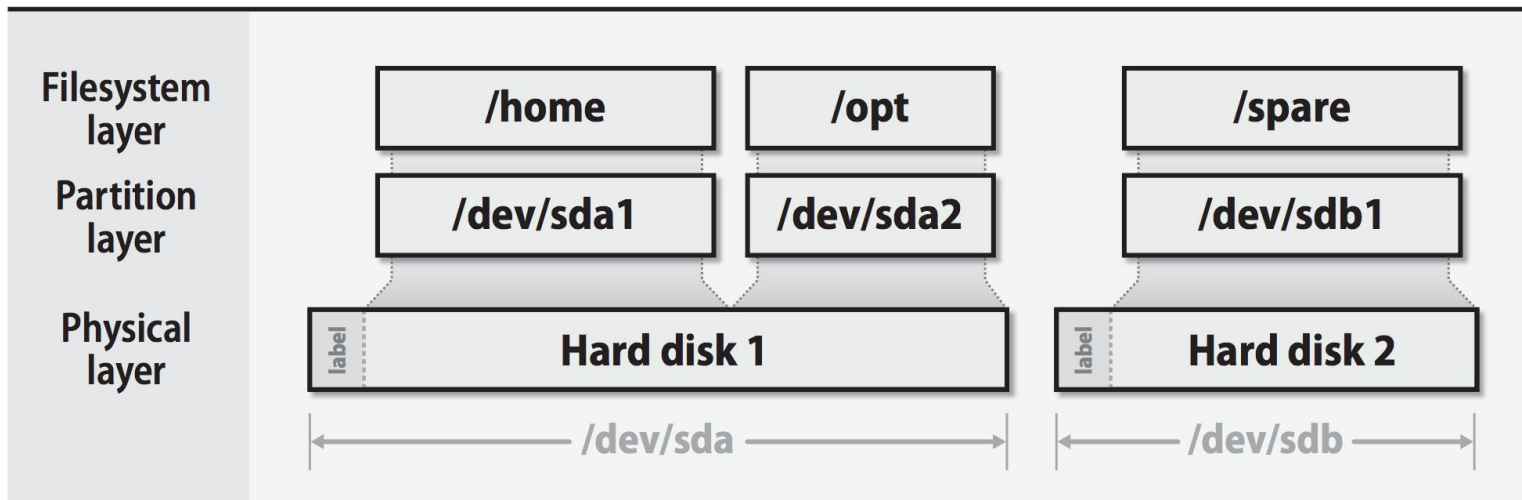 Filesystem
layer
/home
/opt
/spare
Partition
layer
/dev/sda1
/dev/sda2
/dev/sdb1
Physical
layer
label
Hard disk 1
label
Hard disk 2
/dev/sda
/dev/sdb